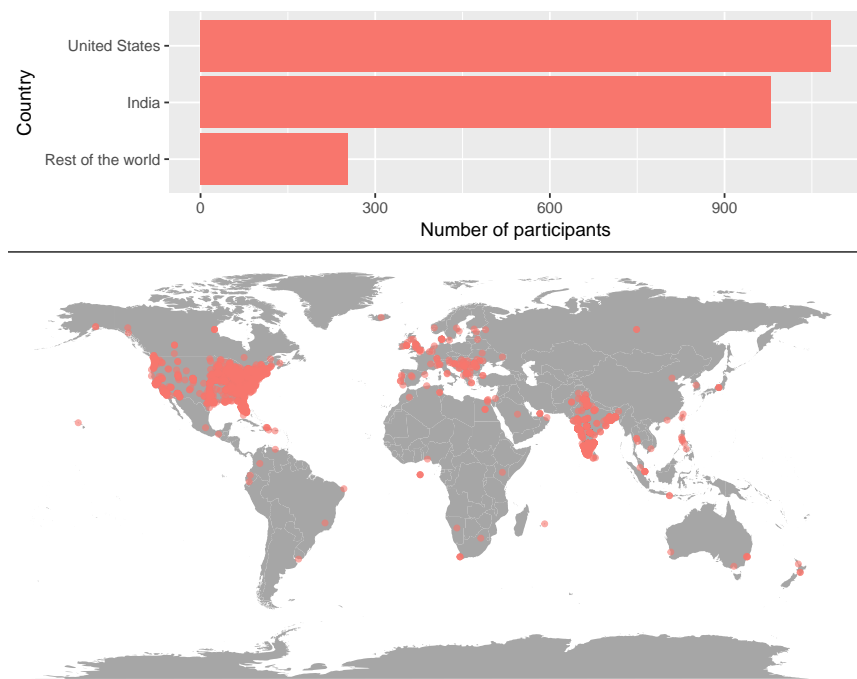 United States
India
Rest of the world
Country
0 300 600 900
Number of participants